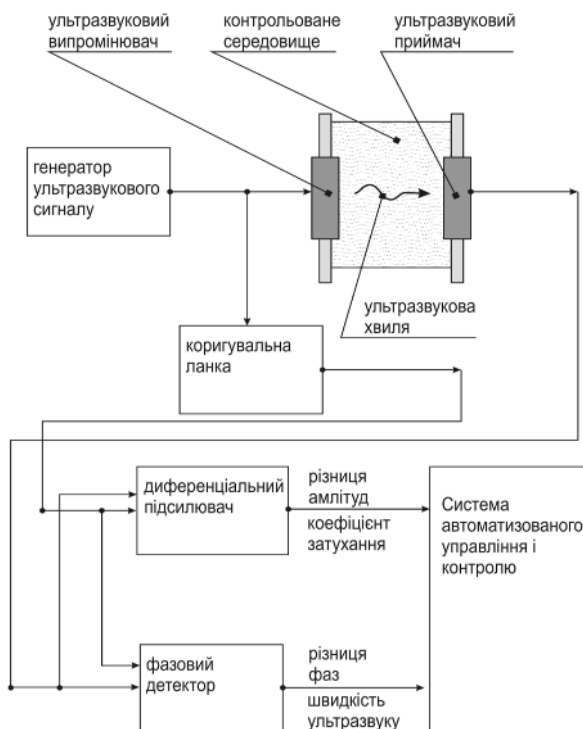 ультразвуковий
випромінювач
контрольоване
середовище
ультразвуковий
приймач
генератор
ультразвукового
сигналу
ультразвукова
хвиля
коригувальна
ланка
диференціальний
підсилювач
різниця
амлітуд
коефіцієнт
затухання
Система
автоматизованого
управління і
контролю
фазовий
детектор
різниця
фаз
швидкість
ультразвуку